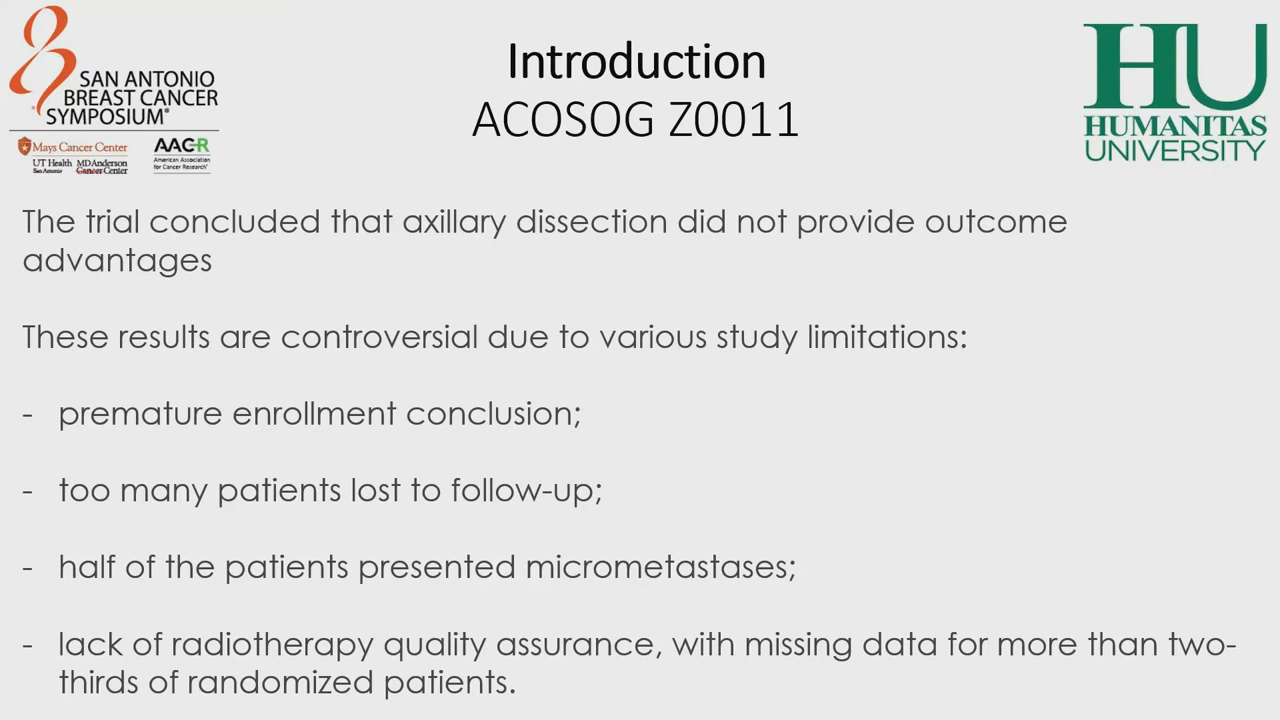 SAN ANTONIO
BREAST CANCER
SYMPOSIUM®
Mays Cancer Center
UT Health
San Antonio
MD Anderson
Cancer Center
AACR
American Association
for Cancer Research®
Introduction
ACOSOG Z0011
HU
HUMANITAS
UNIVERSITY
The trial concluded that axillary dissection did not provide outcome
advantages
These results are controversial due to various study limitations:
- premature enrollment conclusion;
- too many patients lost to follow-up;
- half of the patients presented micrometastases;
- lack of radiotherapy quality assurance, with missing data for more than two-
thirds of randomized patients.